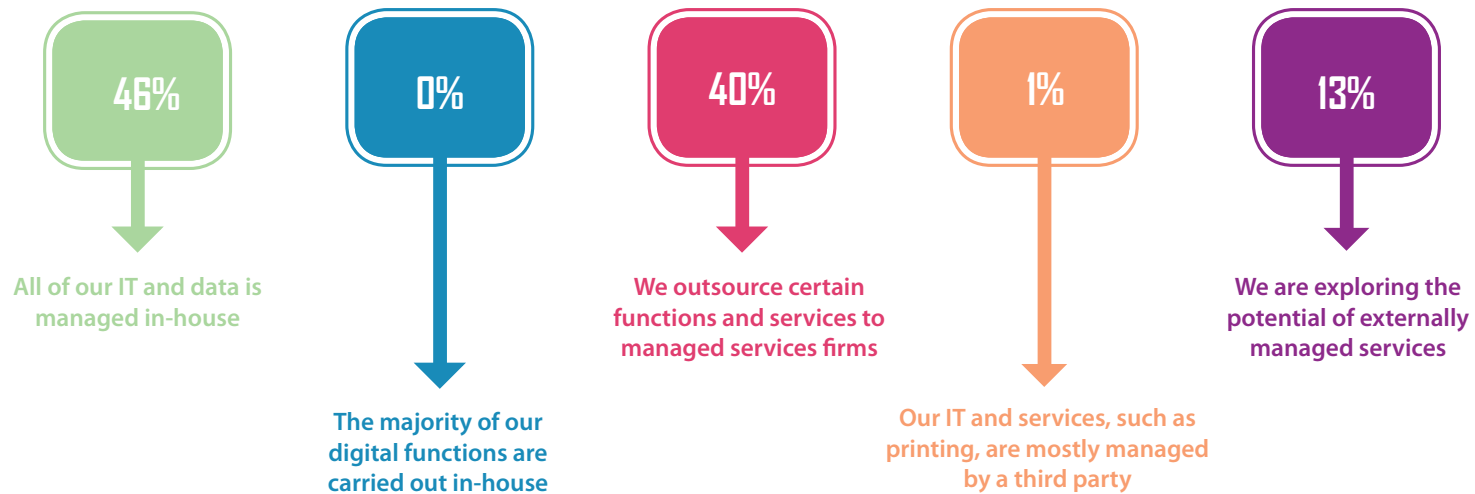 46%
0%
40%
1%
13%
All of our IT and data is
managed in-house
The majority of our
digital functions are
carried out in-house
We outsource certain
functions and services to
managed services firms
Our IT and services, such as
printing, are mostly managed
by a third party
We are exploring the
potential of externally
managed services